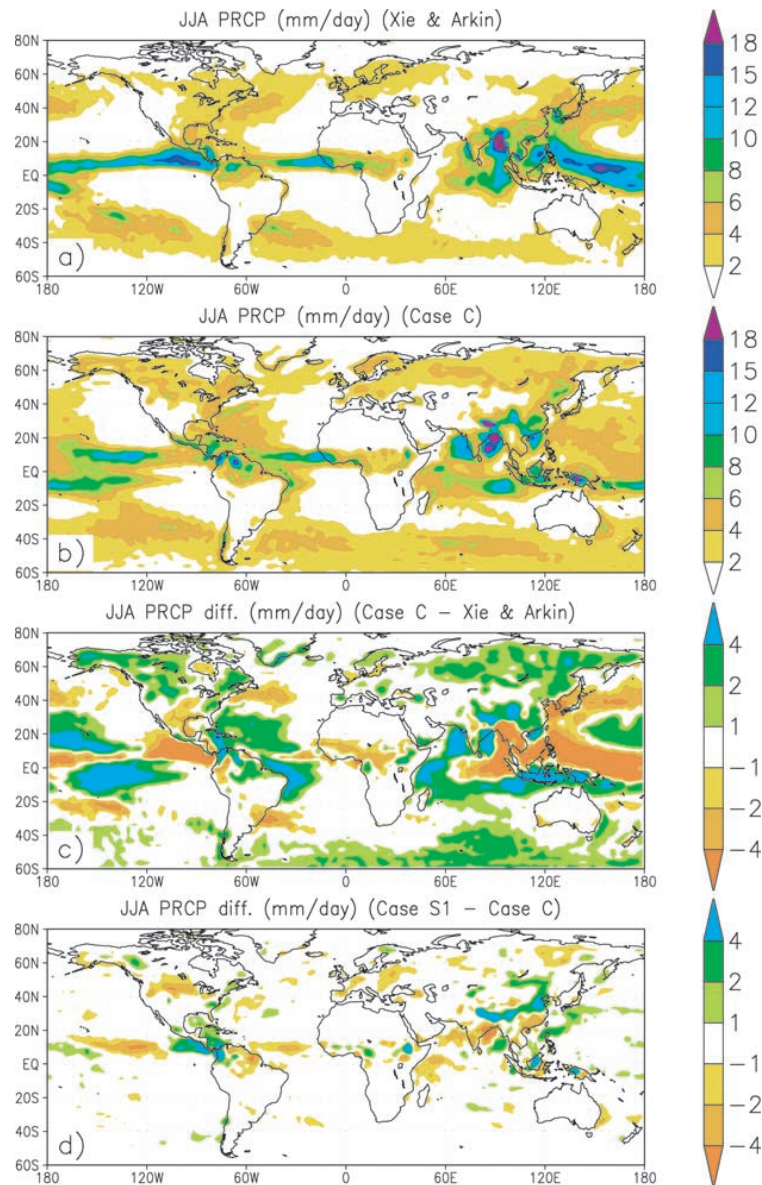 JJA PRCP (mm/day) (Xie & Arkin)
80N
60N
40N
20N
EQ
20S
40S
60S
a)
180 120W 60W 0 60E 120E 180
18
15
12
10
8
6
4
2
JJA PRCP (mm/day) (Case C)
80N
60N
40N
20N
EQ
20S
40S
60S
b)
180 120W 60W 0 60E 120E 180
18
15
12
10
8
6
4
2
JJA PRCP diff. (mm/day) (Case C - Xie & Arkin)
80N
60N
40N
20N
EQ
20S
40S
60S
c)
180 120W 60W 0 60E 120E 180
4
2
1
-1
-2
-4
JJA PRCP diff. (mm/day) (Case S1 - Case C)
80N
60N
40N
20N
EQ
20S
40S
60S
d)
180 120W 60W 0 60E 120E 180
4
2
1
-1
-2
-4